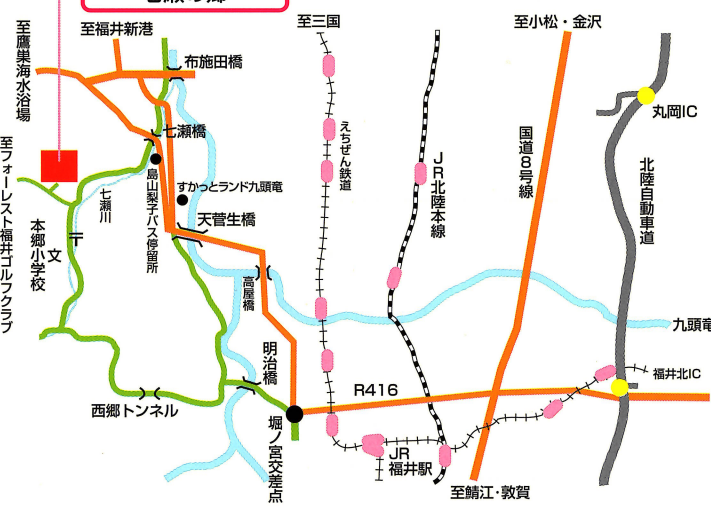 至三国
至小松・金沢
至福井新港
至鷹巣海水浴場
布施田橋
丸岡IC
七瀬橋
えちぜん鉄道
JR北陸本線
国道8号線
北陸自動車道
至フォーレスト福井ゴルフクラブ
七瀬川
島山梨子バス停留所
すかっとランド九頭竜
天菅生橋
本郷小学校
文
〒
高屋橋
九頭竜
明治橋
福井北IC
R416
西郷トンネル
堀ノ宮交差点
JR
福井駅
至鯖江・敦賀